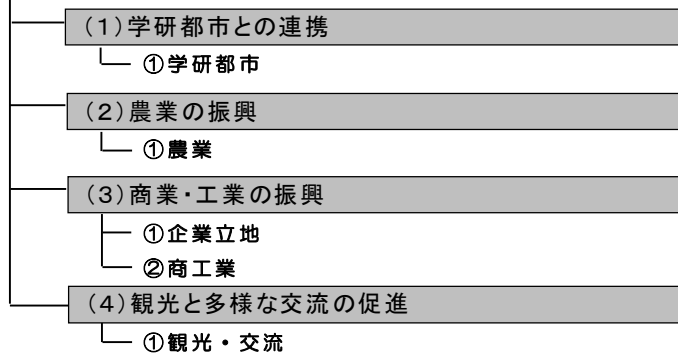 (1)学研都市との連携
①学研都市
(2)農業の振興
①農業
(3)商業・工業の振興
①企業立地
②商工業
(4)観光と多様な交流の促進
①観光・交流